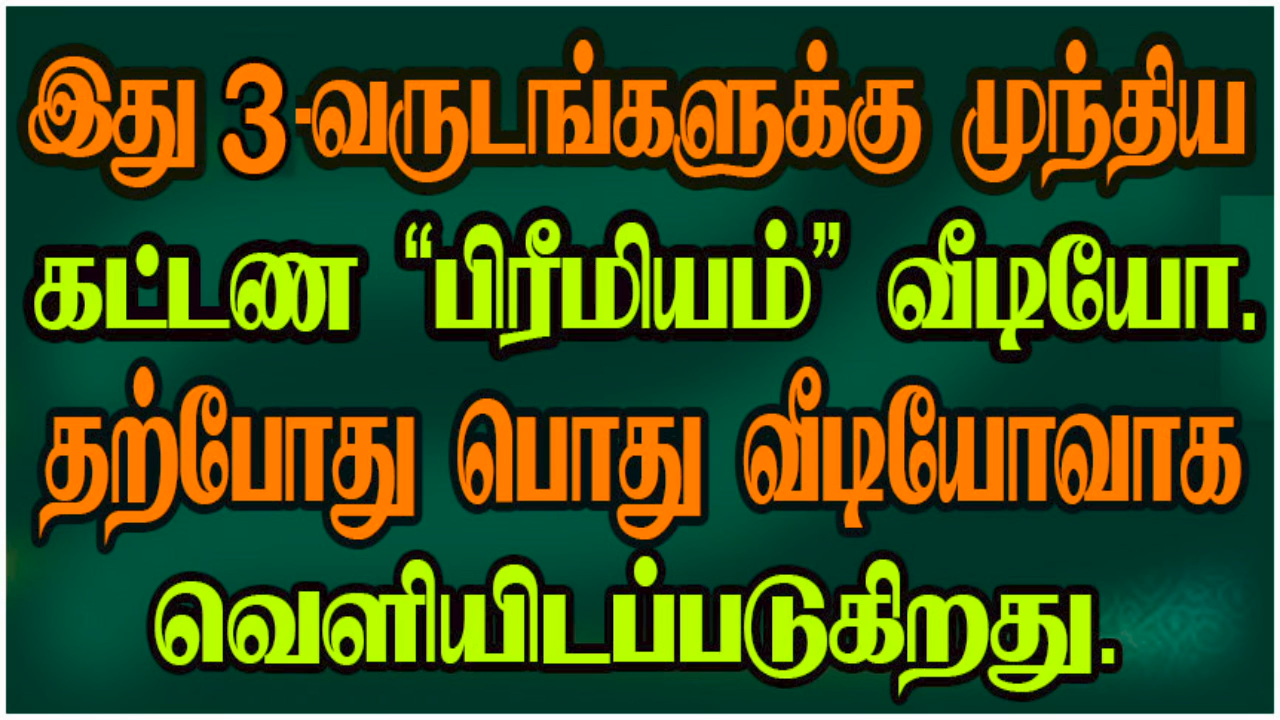 இது 3-வருடங்களுக்கு முந்திய
கட்டண “பிரீமியம்” வீடியோ.
தற்போது பொது வீடியோவாக
வெளியிடப்படுகிறது.